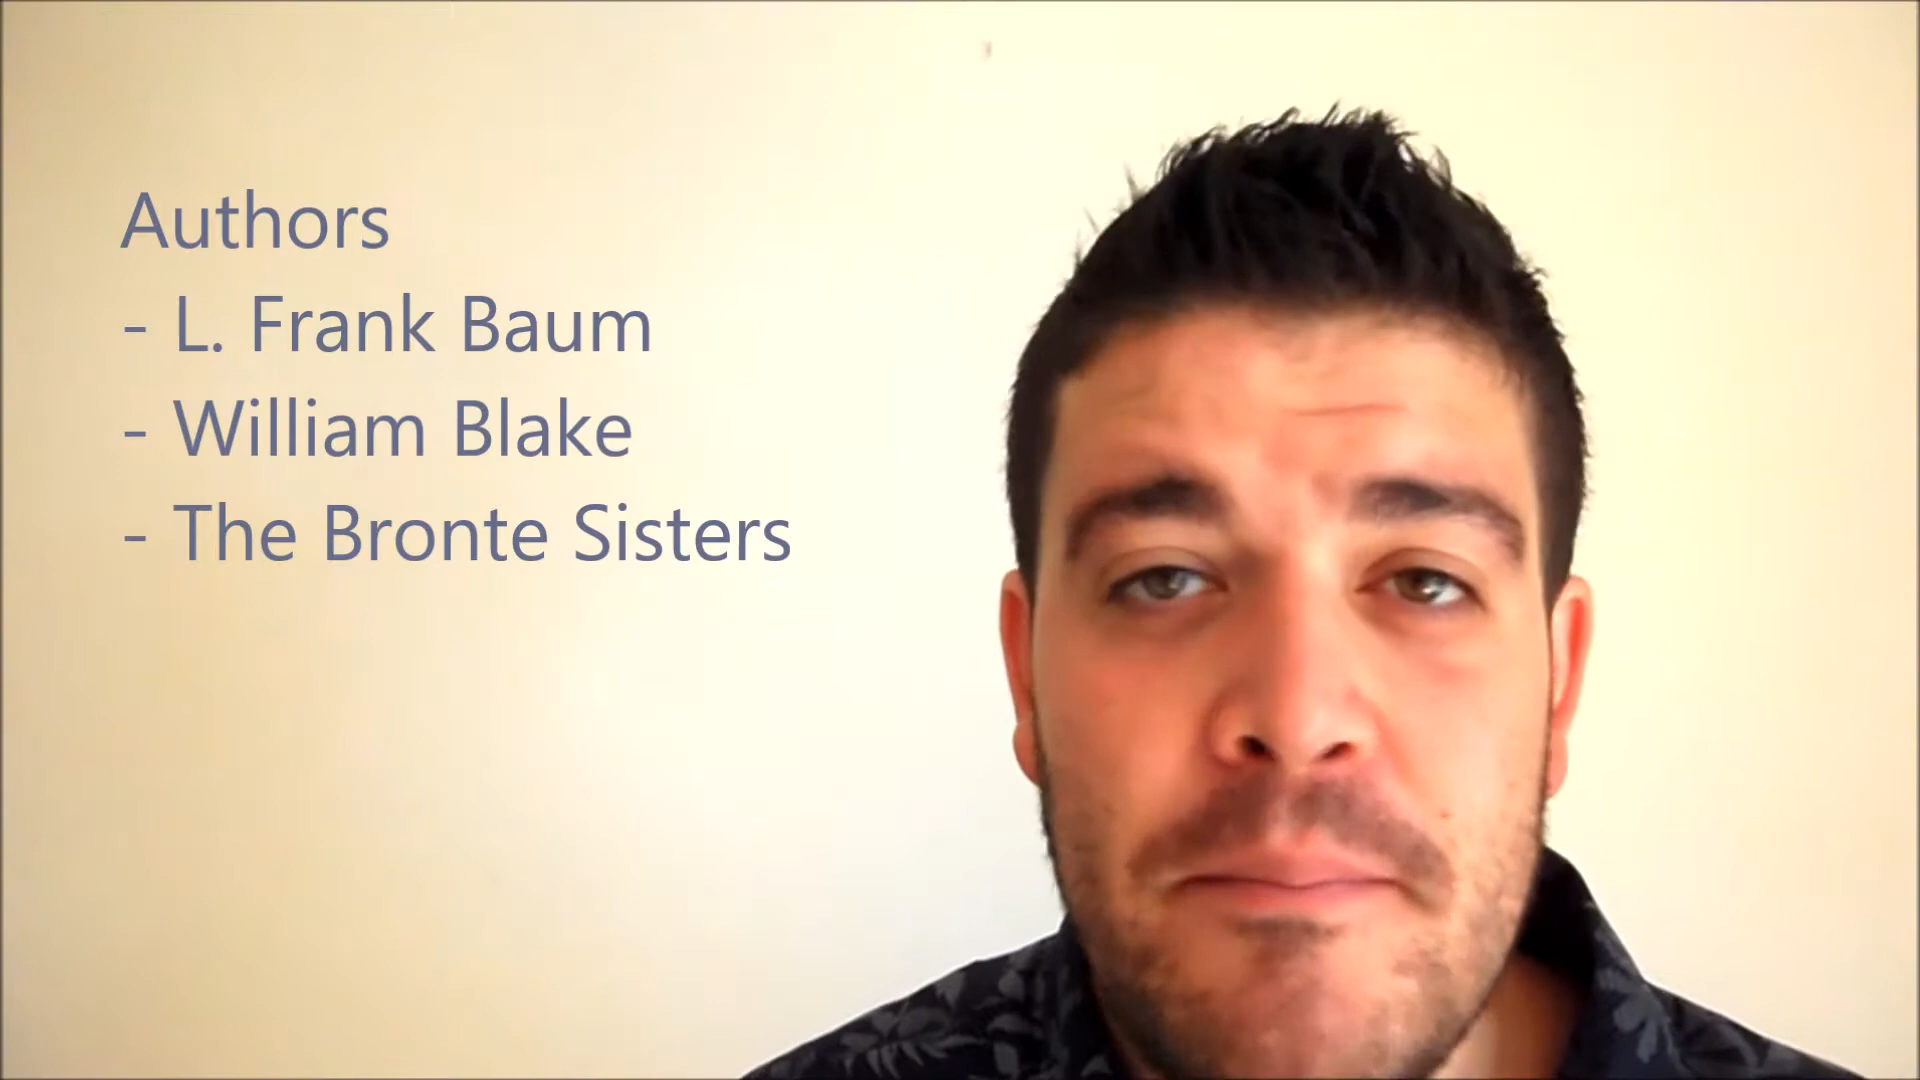 Authors
- L. Frank Baum
- William Blake
- The Bronte Sisters